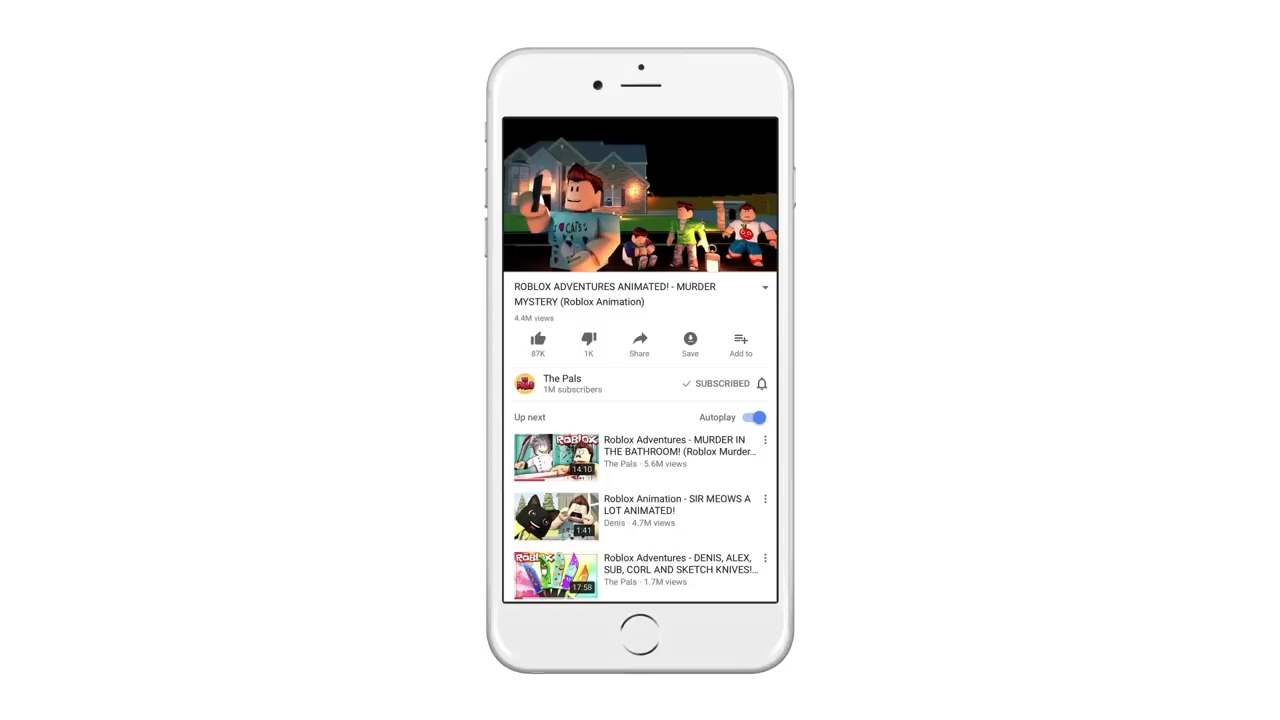 I ❤ CATS
ROBLOX ADVENTURES ANIMATED! - MURDER
MYSTERY (Roblox Animation)
4.4M views
87K
1K
Share
Save
Add to
The Pals
1M subscribers
SUBSCRIBED
Up next
Autoplay
ROBLOX
14:10
Roblox Adventures - MURDER IN
THE BATHROOM! (Roblox Murder...
The Pals · 5.6M views
1:41
Roblox Animation - SIR MEOWS A
LOT ANIMATED!
Denis · 4.7M views
ROBLOX
17:58
Roblox Adventures - DENIS, ALEX,
SUB, CORL AND SKETCH KNIVES!...
The Pals · 1.7M views